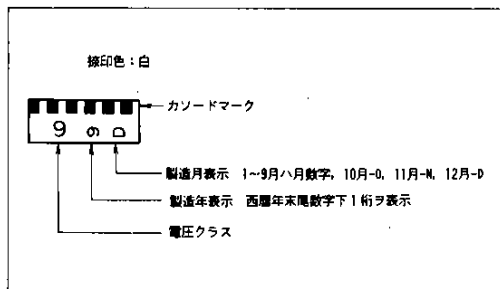 捺印色：白
カソードマーク
9 9 D
製造月表示 1~9月ハ月数字, 10月-O, 11月-N, 12月-D
製造年表示 西暦年末尾数字下1桁ヲ表示
電圧クラス